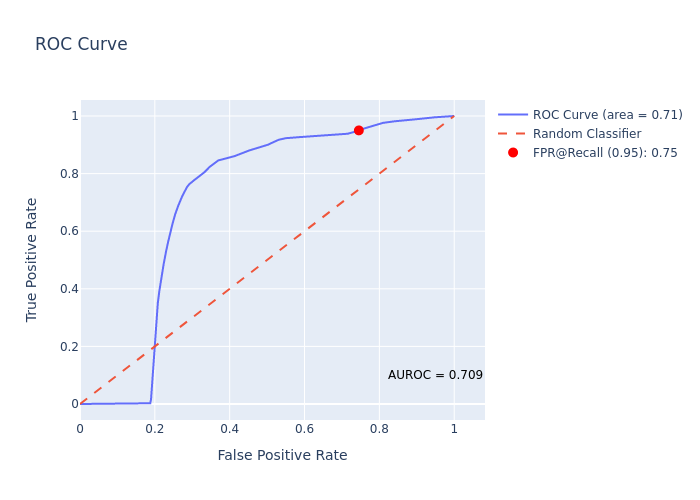 ROC Curve
ROC Curve (area = 0.71)
Random Classifier
FPR@Recall (0.95): 0.75
1
0.8
0.6
0.4
0.2
0
True Positive Rate
AUROC = 0.709
0 0.2 0.4 0.6 0.8 1
False Positive Rate